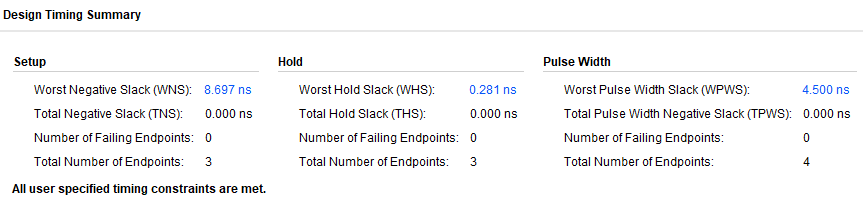 Design Timing Summary
Setup Hold Pulse Width
Worst Negative Slack (WNS): 8.697 ns Worst Hold Slack (WHS): 0.281 ns Worst Pulse Width Slack (WPWS): 4.500 ns
Total Negative Slack (TNS): 0.000 ns Total Hold Slack (THS): 0.000 ns Total Pulse Width Negative Slack (TPWS): 0.000 ns
Number of Failing Endpoints: 0 Number of Failing Endpoints: 0 Number of Failing Endpoints: 0
Total Number of Endpoints: 3 Total Number of Endpoints: 3 Total Number of Endpoints: 4
All user specified timing constraints are met.